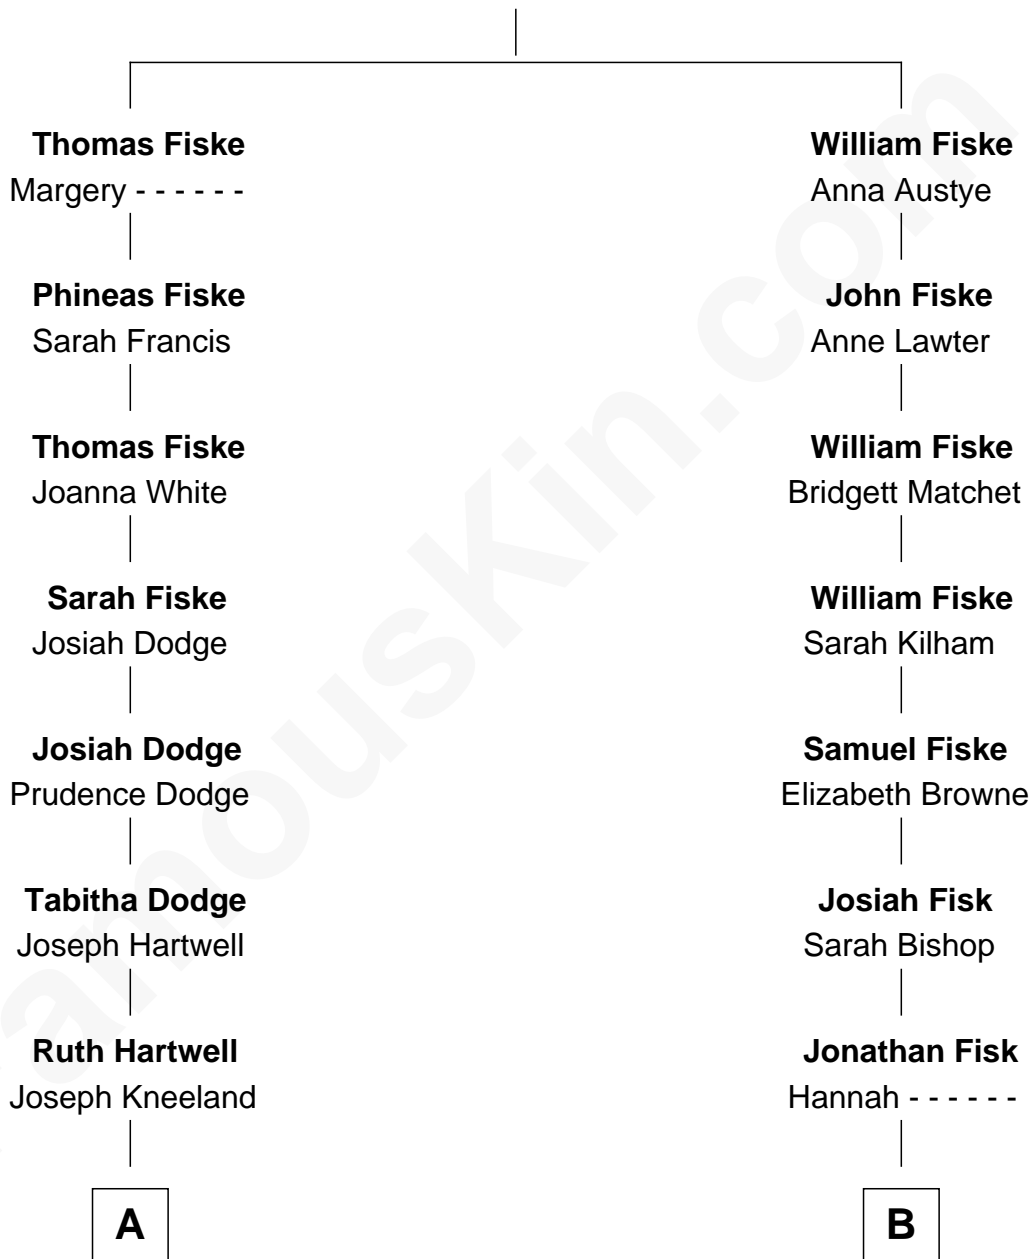 Thomas Fiske
Margery - - - - - -
Phineas Fiske
Sarah Francis
Thomas Fiske
Joanna White
Sarah Fiske
Josiah Dodge
Josiah Dodge
Prudence Dodge
Tabitha Dodge
Joseph Hartwell
Ruth Hartwell
Joseph Kneeland
A
William Fiske
Anna Austye
John Fiske
Anne Lawter
William Fiske
Bridgett Matchet
William Fiske
Sarah Kilham
Samuel Fiske
Elizabeth Browne
Josiah Fisk
Sarah Bishop
Jonathan Fisk
Hannah - - - - - -
B
amouskin.com